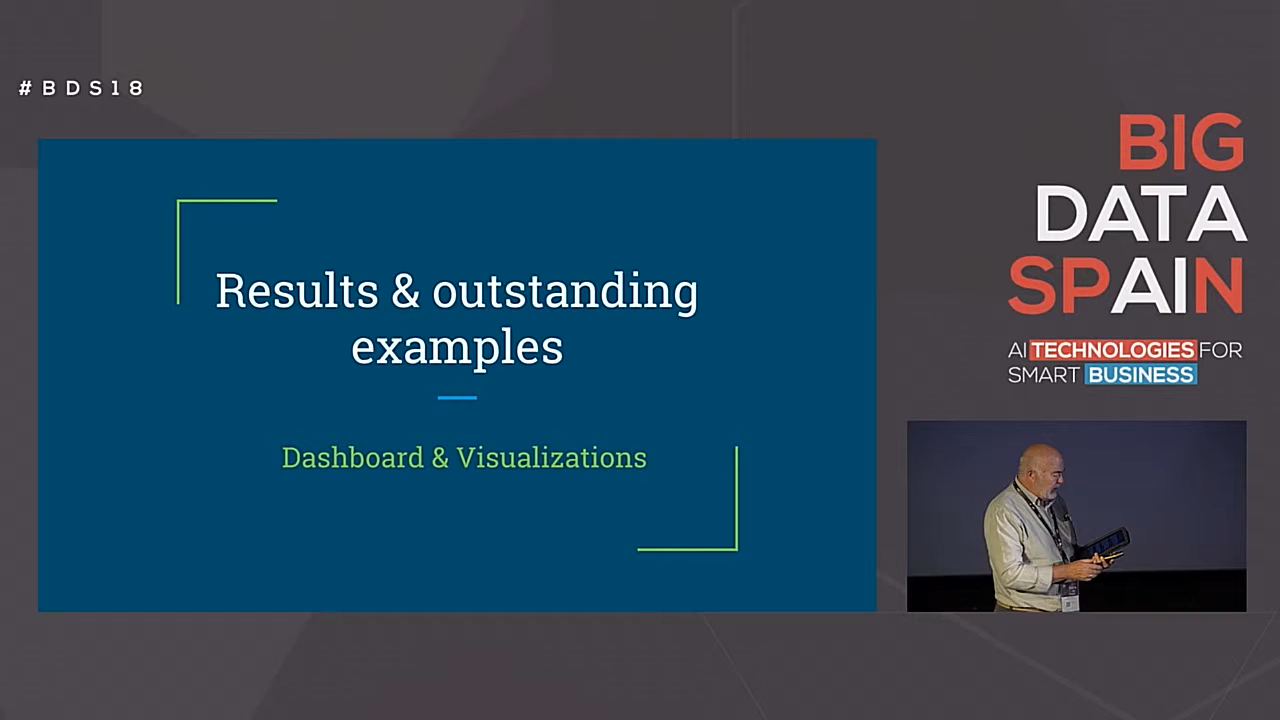 #BDS18
Results & outstanding
examples
Dashboard & Visualizations
BIG
DATA
SPAIN
AI TECHNOLOGIES FOR
SMART BUSINESS